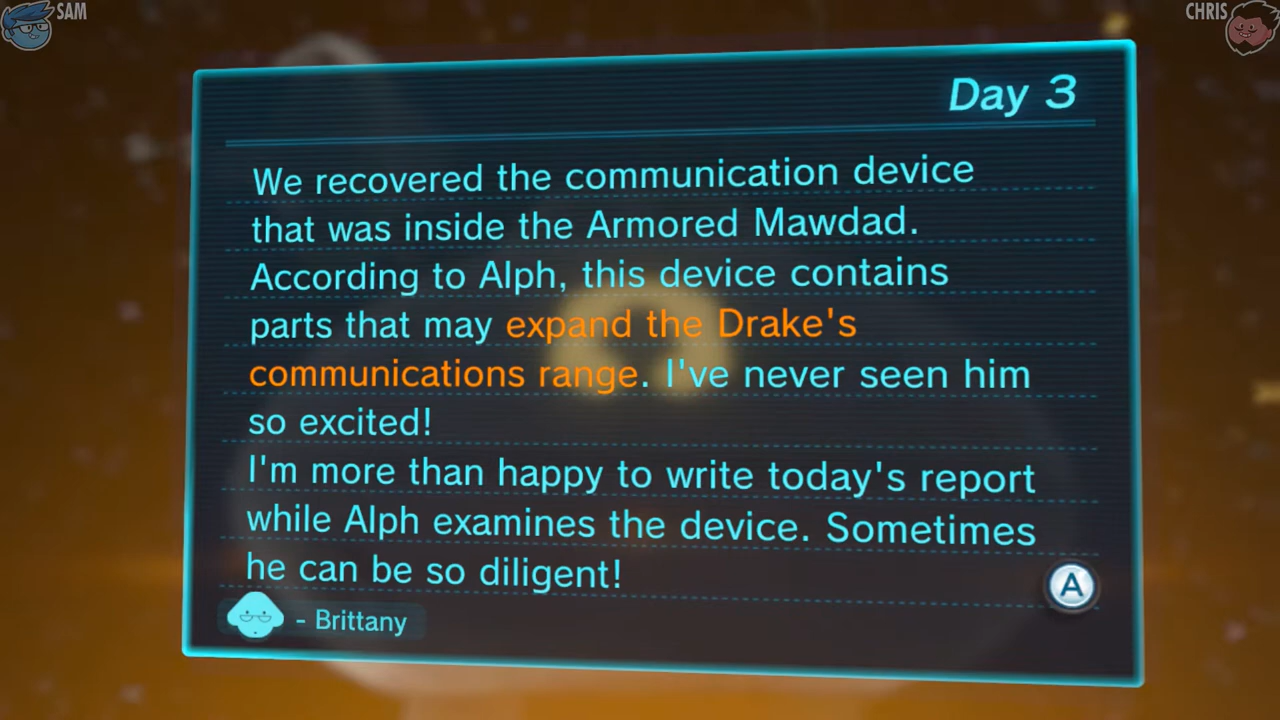 SAM
CHRIS
Day 3
We recovered the communication device
that was inside the Armored Mawdad.
According to Alph, this device contains
parts that may expand the Drake's
communications range. I've never seen him
so excited!
I'm more than happy to write today's report
while Alph examines the device. Sometimes
he can be so diligent!
A
- Brittany